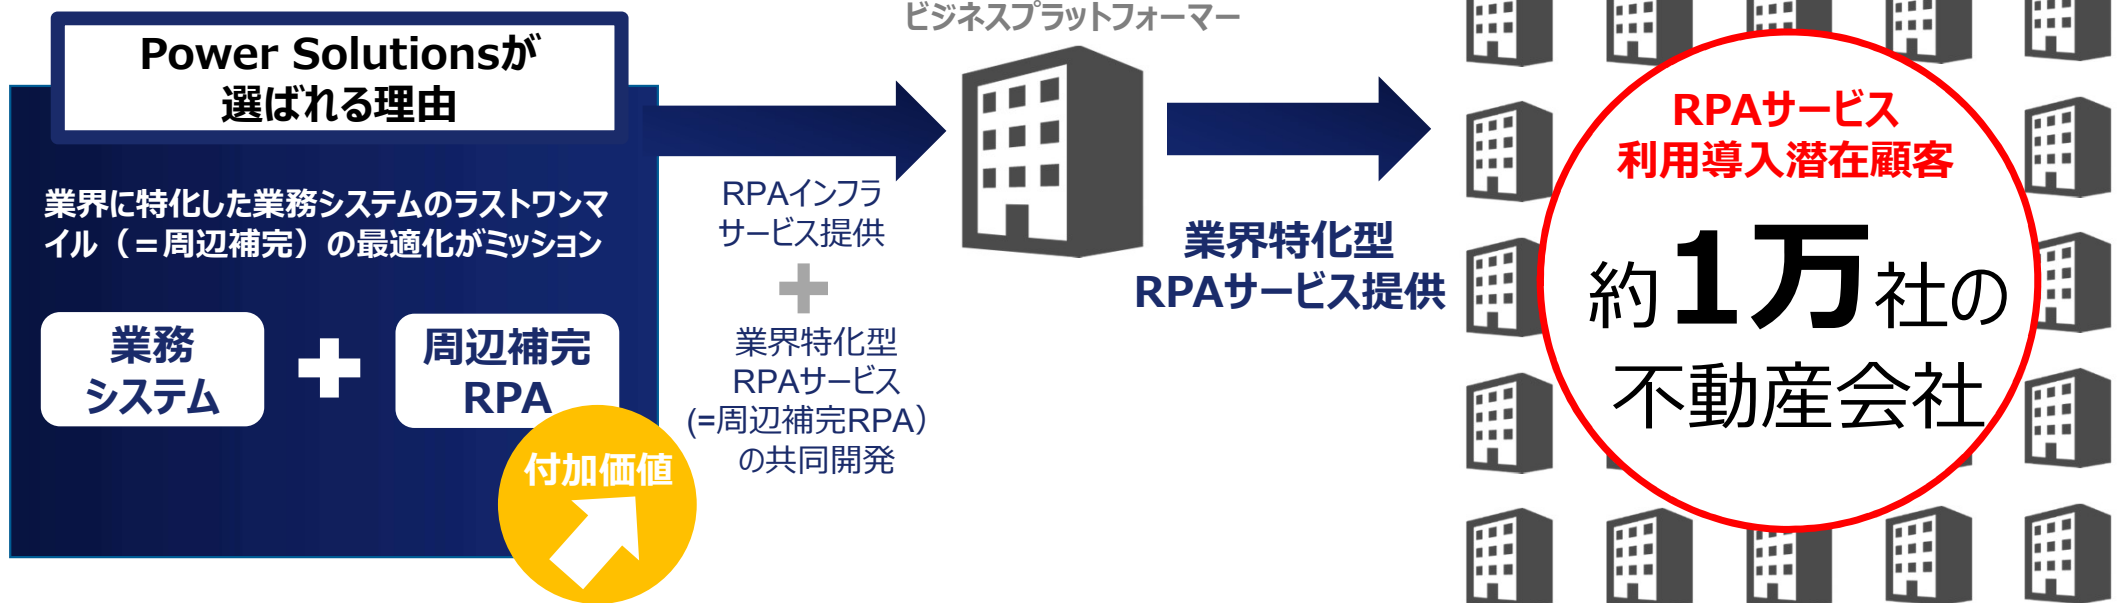 Power Solutionsが
選ばれる理由
業界に特化した業務システムのラストワンマ
イル（＝周辺補完）の最適化がミッション
業務
システム
周辺補完
RPA
付加価値
RPAインフラ
サービス提供
業界特化型
RPAサービス
(=周辺補完RPA）
の共同開発
ビジネスプラットフォーマー
業界特化型
RPAサービス提供
RPAサービス
利用導入潜在顧客
約1万社の
不動産会社